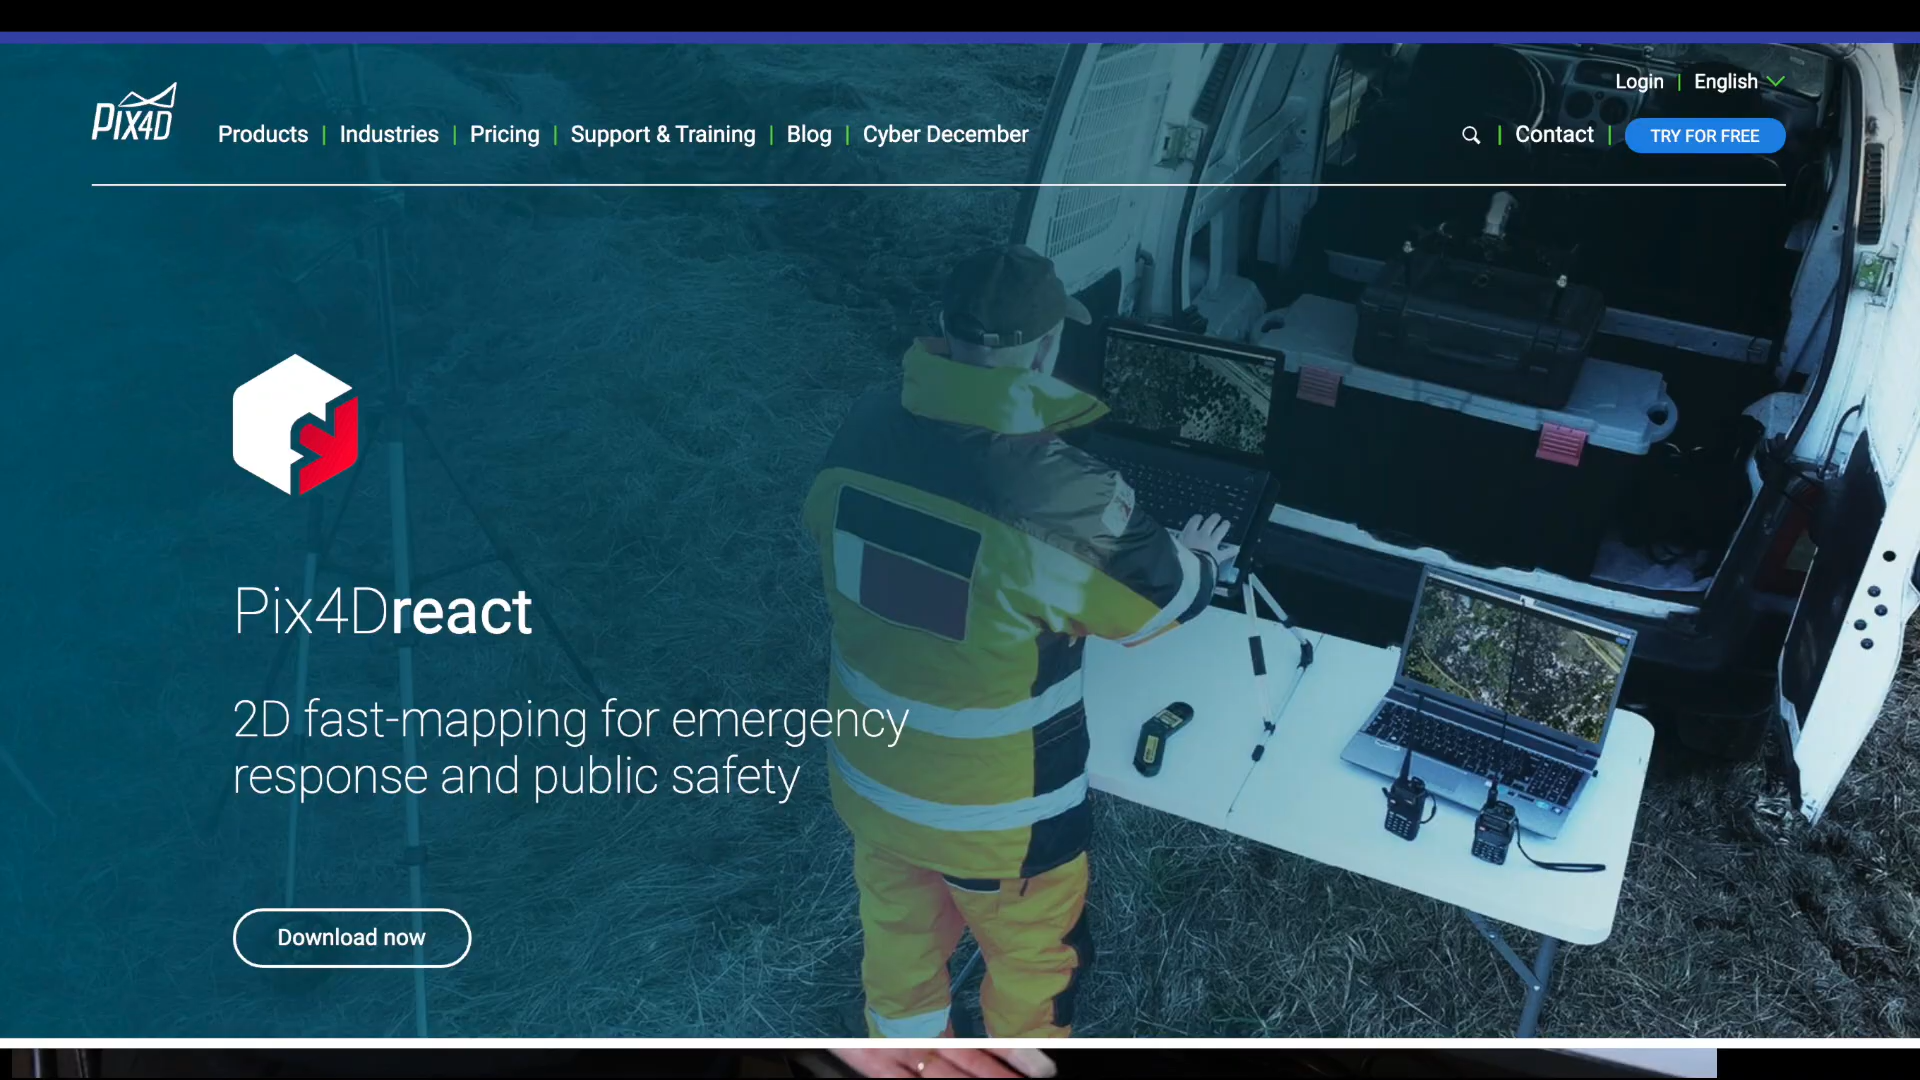 Login | English
PIX4D
Products | Industries | Pricing | Support & Training | Blog | Cyber December
Contact | TRY FOR FREE
Pix4Dreact
2D fast-mapping for emergency
response and public safety
Download now